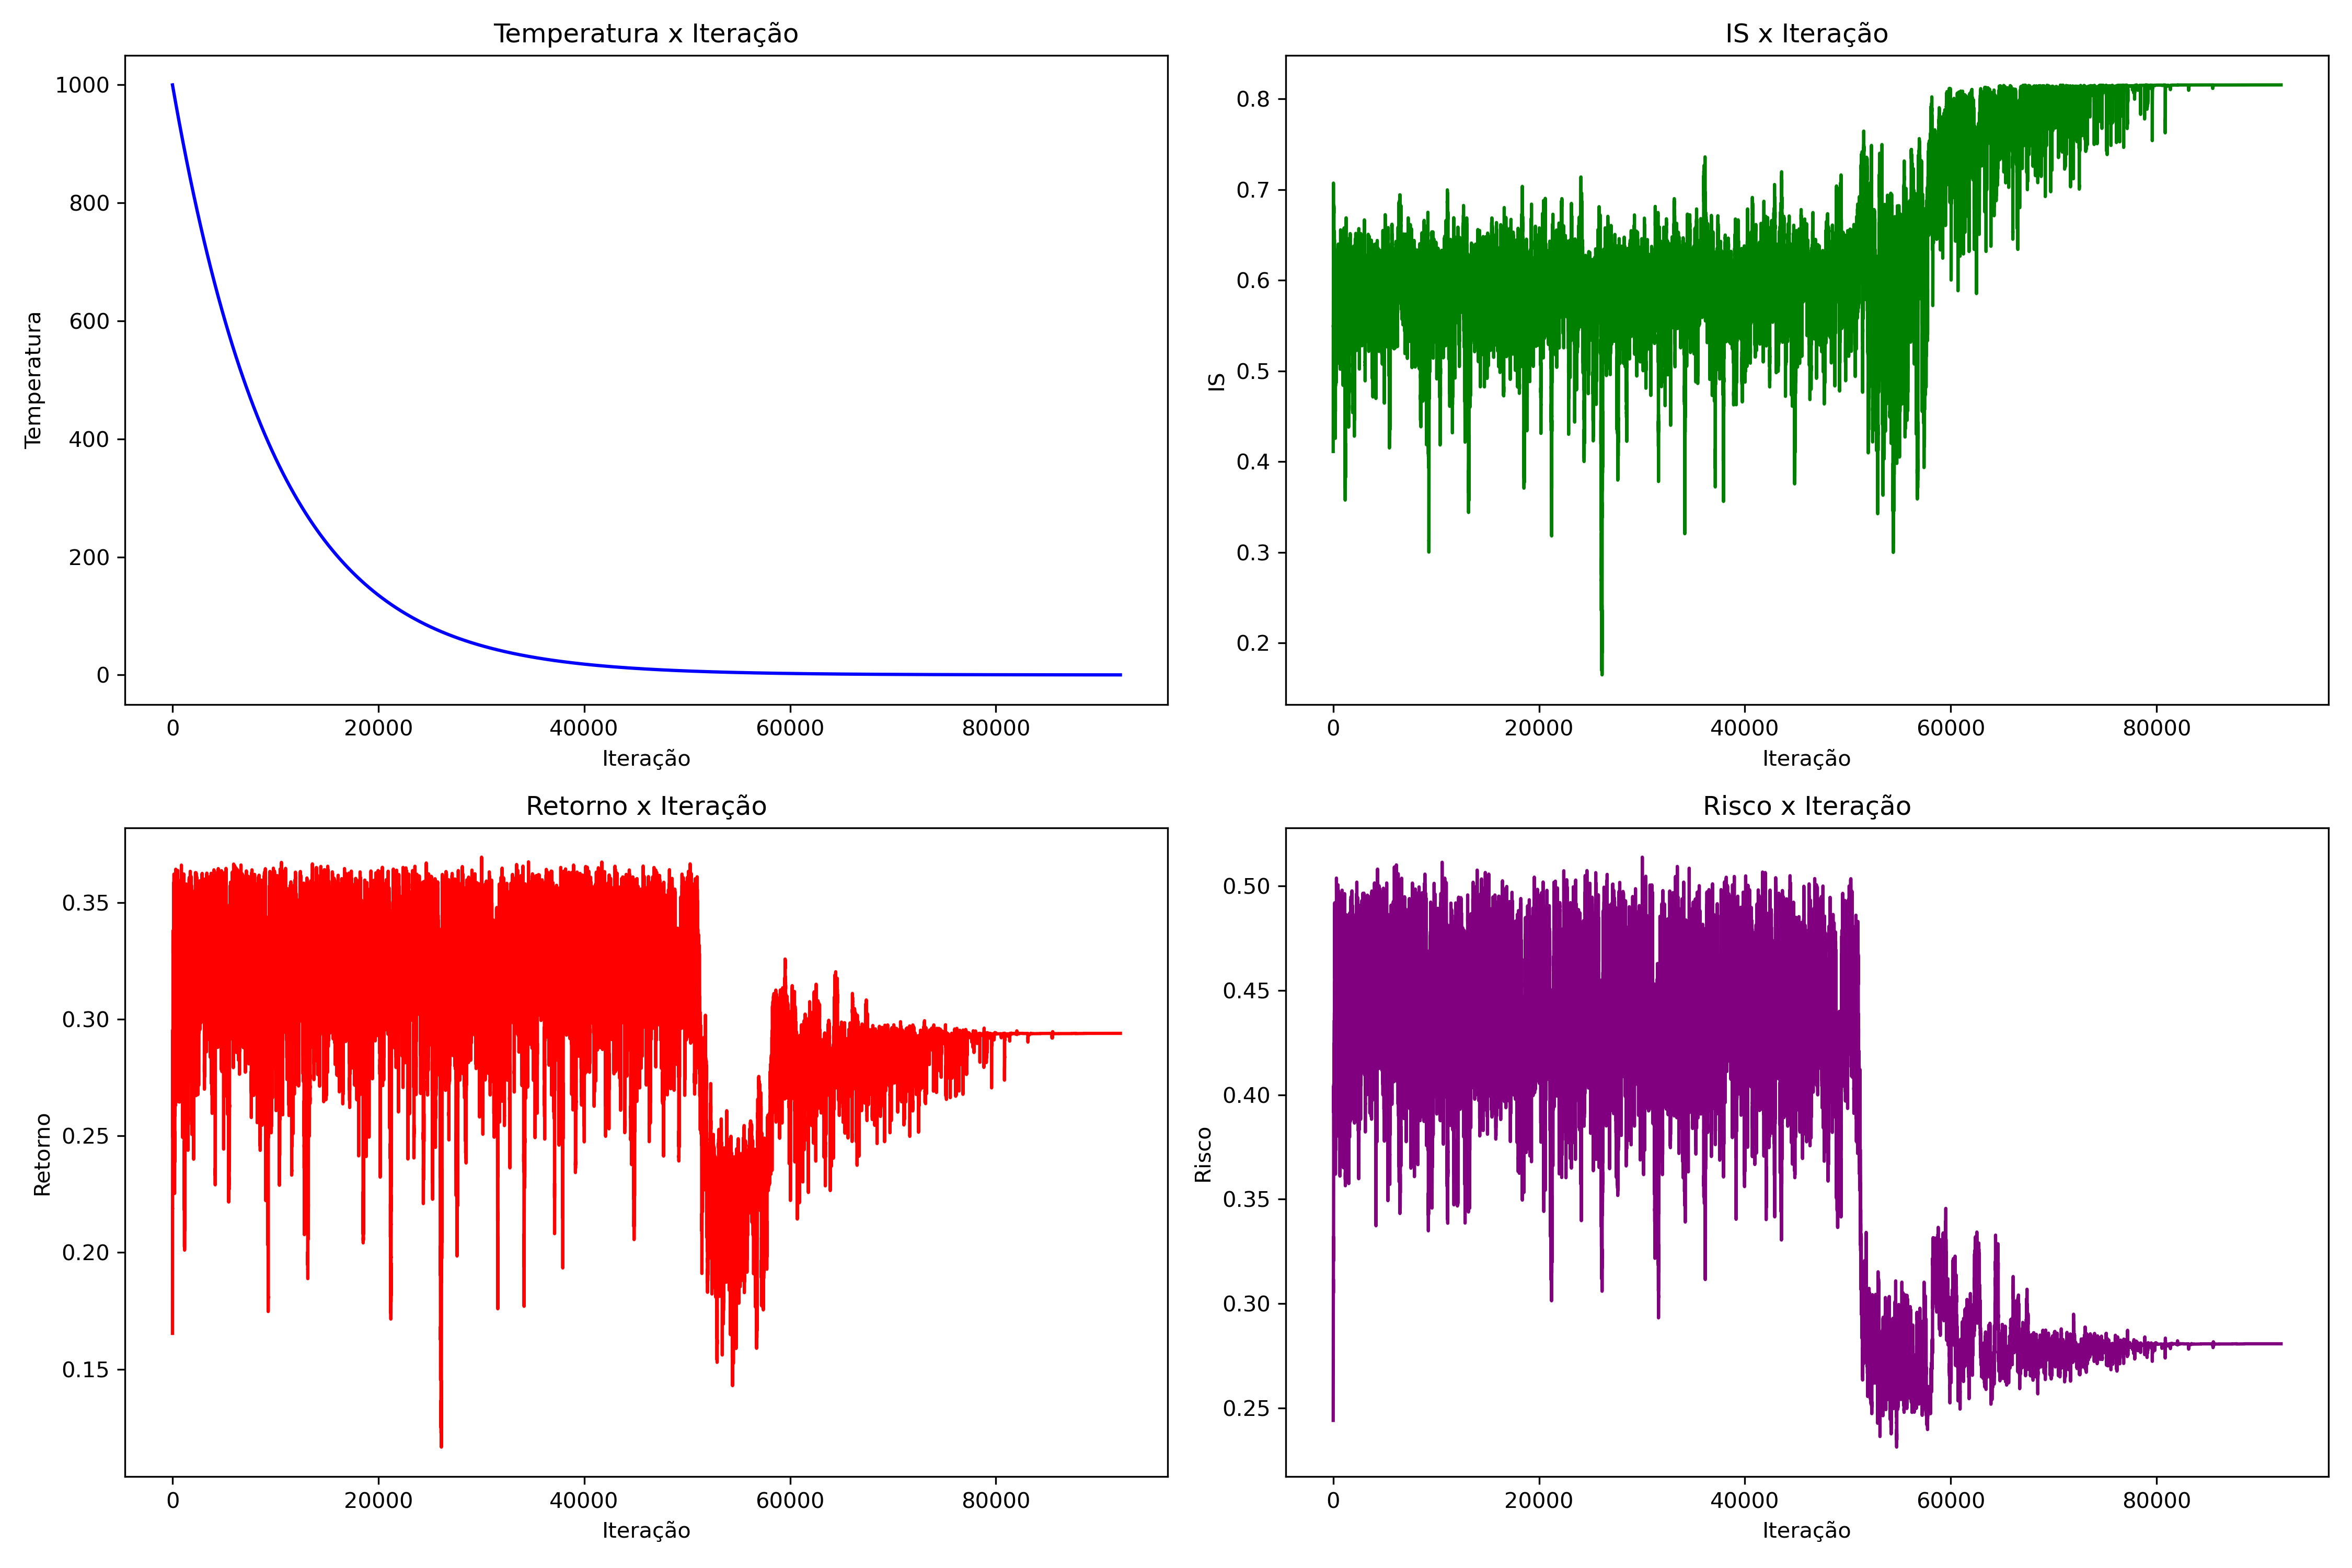 Temperatura x Iteração
1000
800
600
400
200
0
Temperatura
0 20000 40000 60000 80000
Iteração
IS x Iteração
0.8
0.7
0.6
0.5
0.4
0.3
0.2
IS
0 20000 40000 60000 80000
Iteração
Retorno x Iteração
0.35
0.30
0.25
0.20
0.15
Retorno
0 20000 40000 60000 80000
Iteração
Risco x Iteração
0.50
0.45
0.40
0.35
0.30
0.25
Risco
0 20000 40000 60000 80000
Iteração